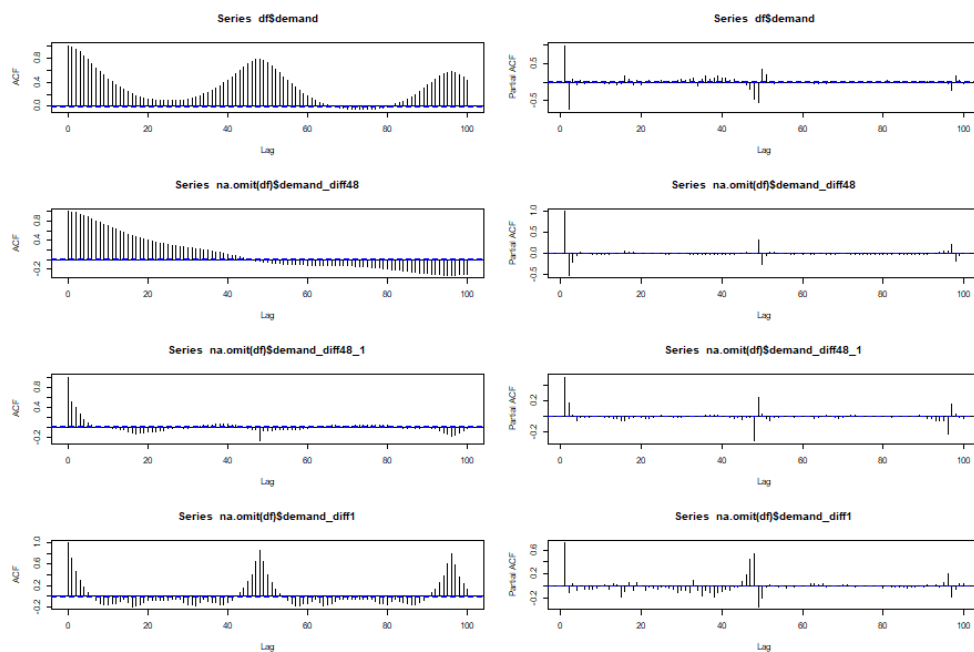 Series df$demand
ACF
0.0 0.4 0.8
0 20 40 60 80 100
Lag
Series df$demand
Partial ACF
-0.5 0.5
0 20 40 60 80 100
Lag
Series na.omit(df)$demand_diff48
ACF
-0.2 0.4 0.8
0 20 40 60 80 100
Lag
Series na.omit(df)$demand_diff48
Partial ACF
-0.5 0.0 0.5 1.0
0 20 40 60 80 100
Lag
Series na.omit(df)$demand_diff48_1
ACF
-0.2 0.4 0.8
0 20 40 60 80 100
Lag
Series na.omit(df)$demand_diff48_1
Partial ACF
-0.2 0.2
0 20 40 60 80 100
Lag
Series na.omit(df)$demand_diff1
ACF
-0.2 0.2 0.6 1.0
0 20 40 60 80 100
Lag
Series na.omit(df)$demand_diff1
Partial ACF
-0.2 0.2 0.6
0 20 40 60 80 100
Lag